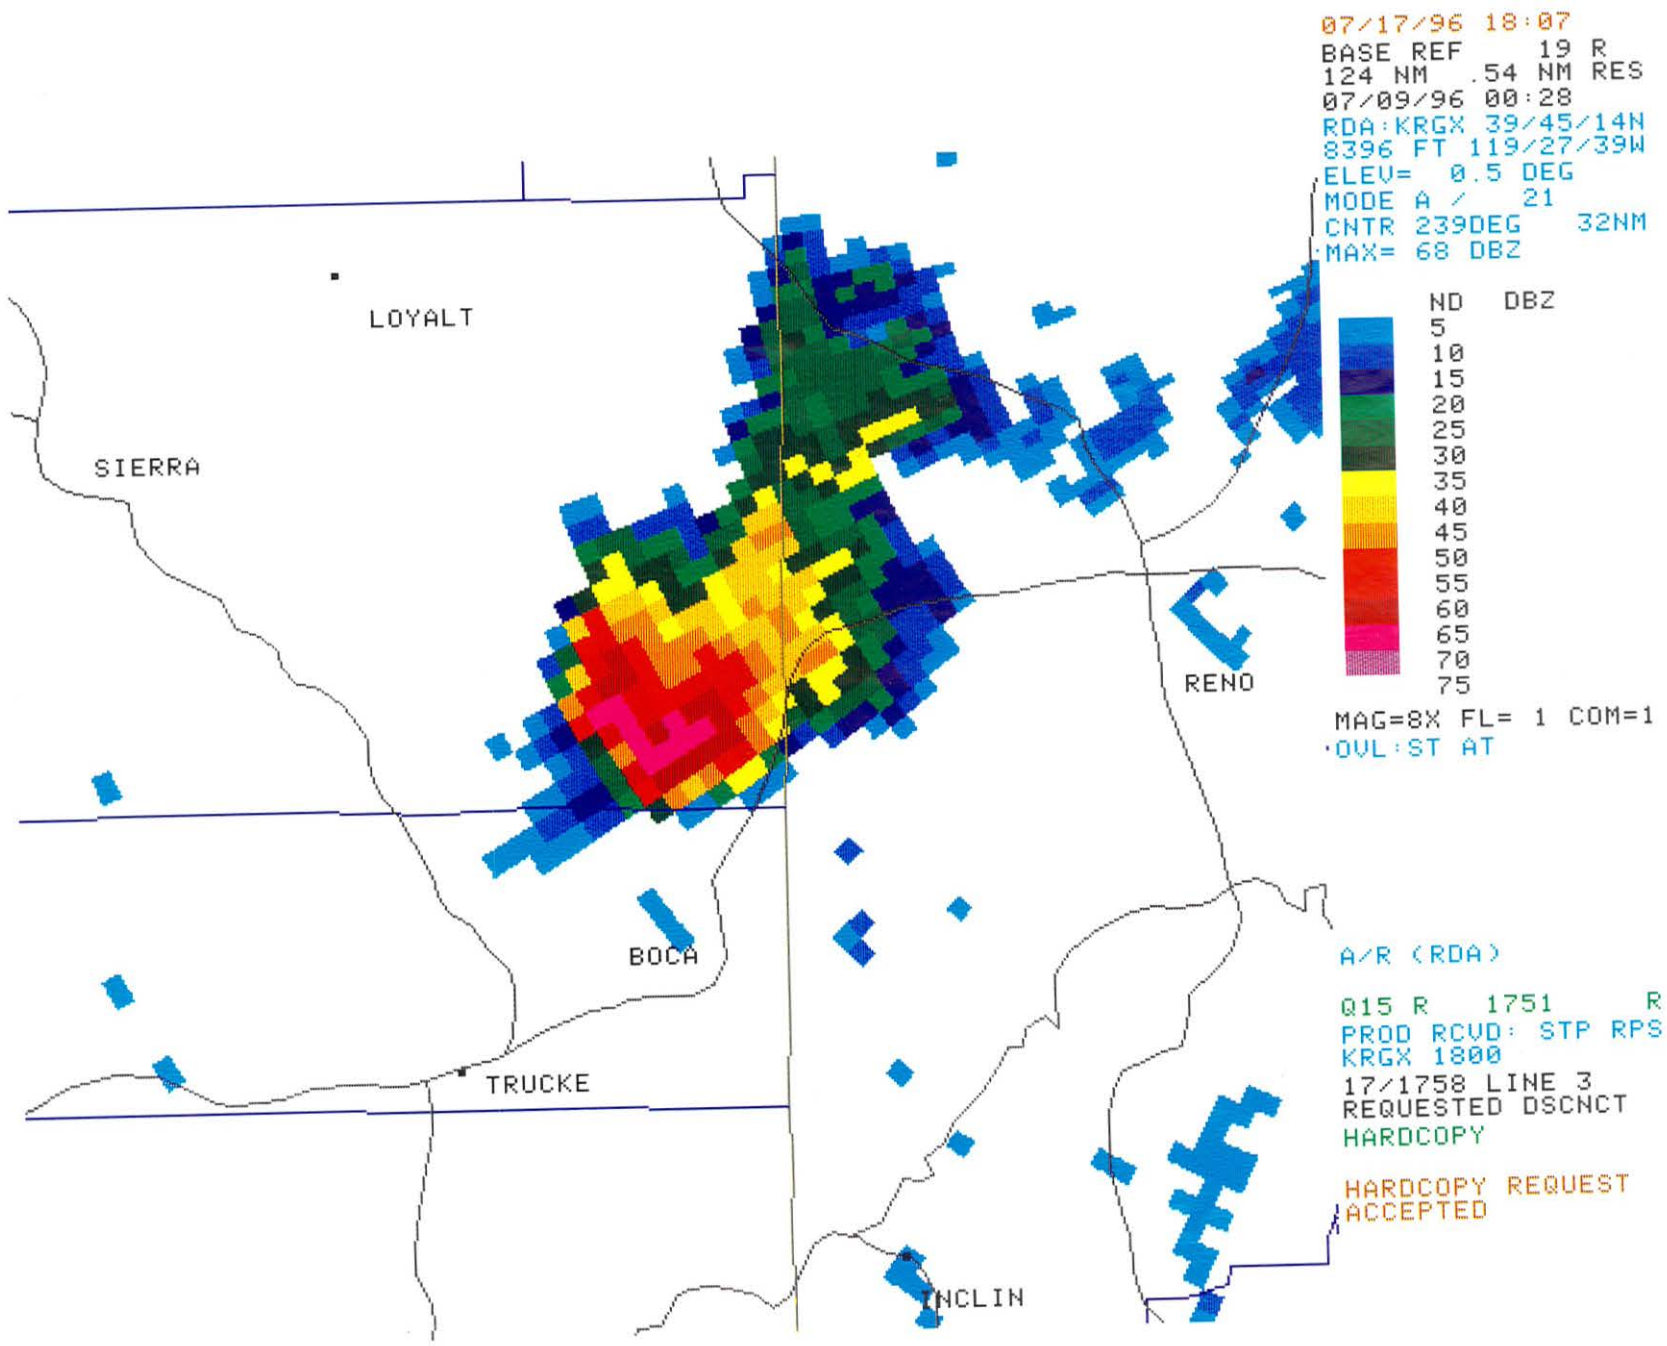 07/17/96 18:07
BASE REF 19 R
124 NM .54 NM RES
07/09/96 00:28
RDA:KRGX 39/45/14N
8396 FT 119/27/39W
ELEV= 0.5 DEG
MODE A / 21
CNTR 239DEG 32NM
MAX= 68 DBZ
ND DBZ
5
10
15
20
25
30
35
40
45
50
55
60
65
70
75
MAG=8X FL= 1 COM=1
OVL:ST AT
A/R (RDA)
Q15 R 1751 R
PROD RCVD: STP RPS
KRGX 1800
17/1758 LINE 3
REQUESTED DSCNCT
HARDCOPY
HARDCOPY REQUEST
ACCEPTED
LOYALT
SIERRA
RENO
BOCA
TRUCKE
INCLIN